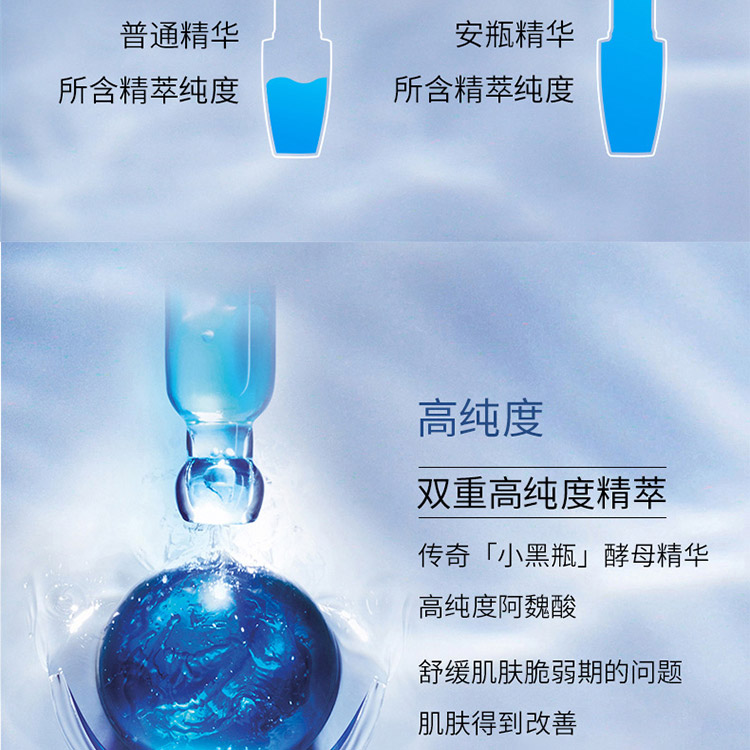 普通精华
所含精萃纯度
安瓶精华
所含精萃纯度
高纯度
双重高纯度精萃
传奇「小黑瓶」酵母精华
高纯度阿魏酸
舒缓肌肤脆弱期的问题
肌肤得到改善